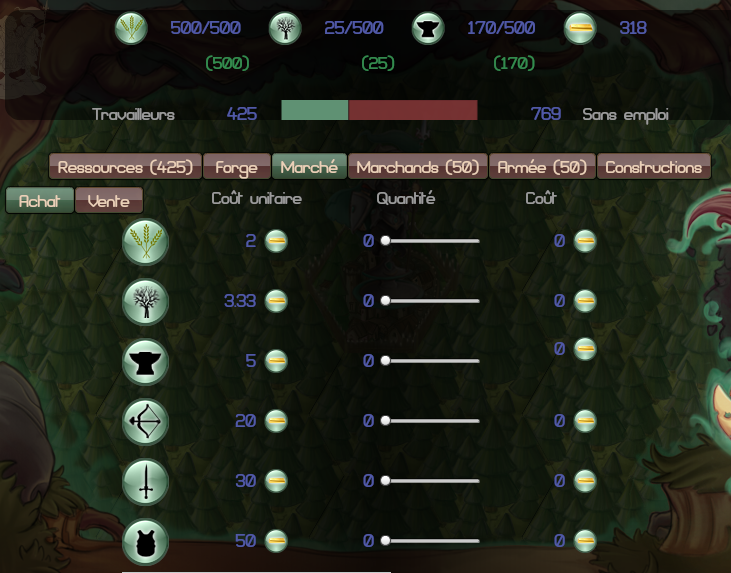 500/500 25/500 170/500 318
(500) (25) (170)
Travailleurs 425 769 Sans emploi
Ressources (425) Forge Marché Marchands (50) Armée (50) Constructions
Achat Vente Coût unitaire Quantité Coût
2 0 0
3.33 0 0
5 0 0
20 0 0
30 0 0
50 0 0